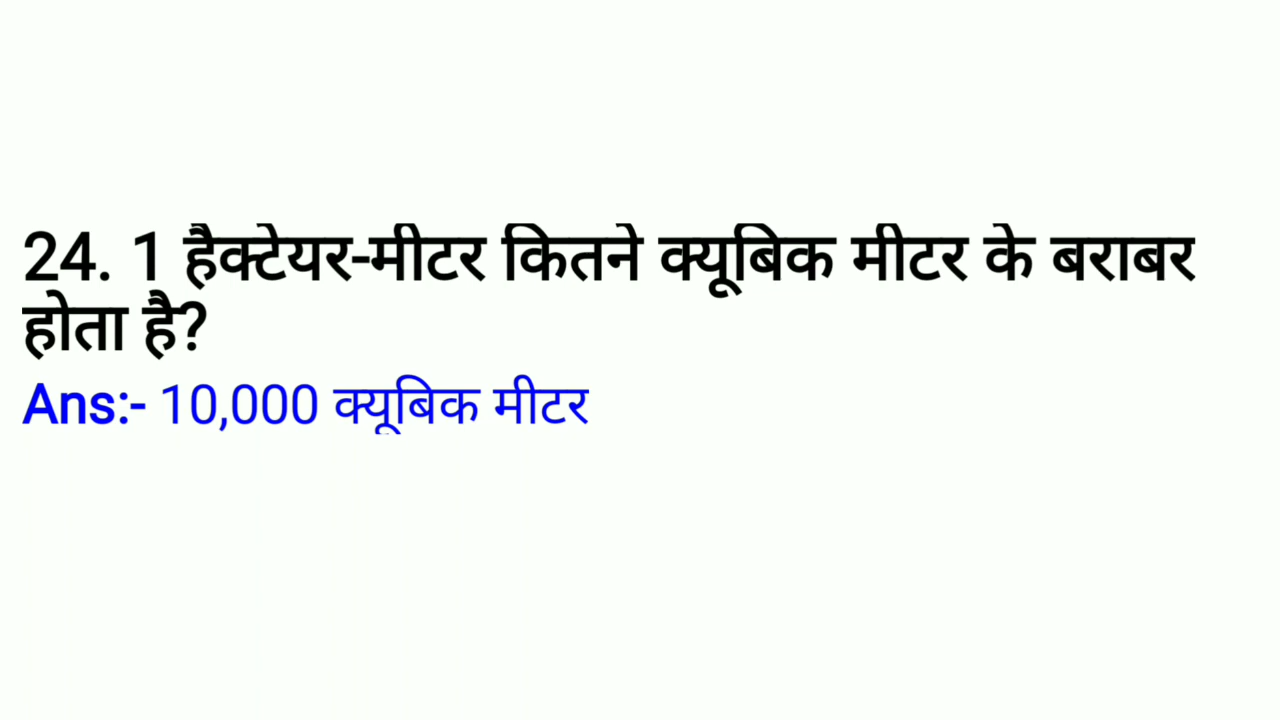 24. 1 हैक्टेयर-मीटर कितने क्यूबिक मीटर के बराबर
होता है?
Ans:- 10,000 क्यूबिक मीटर